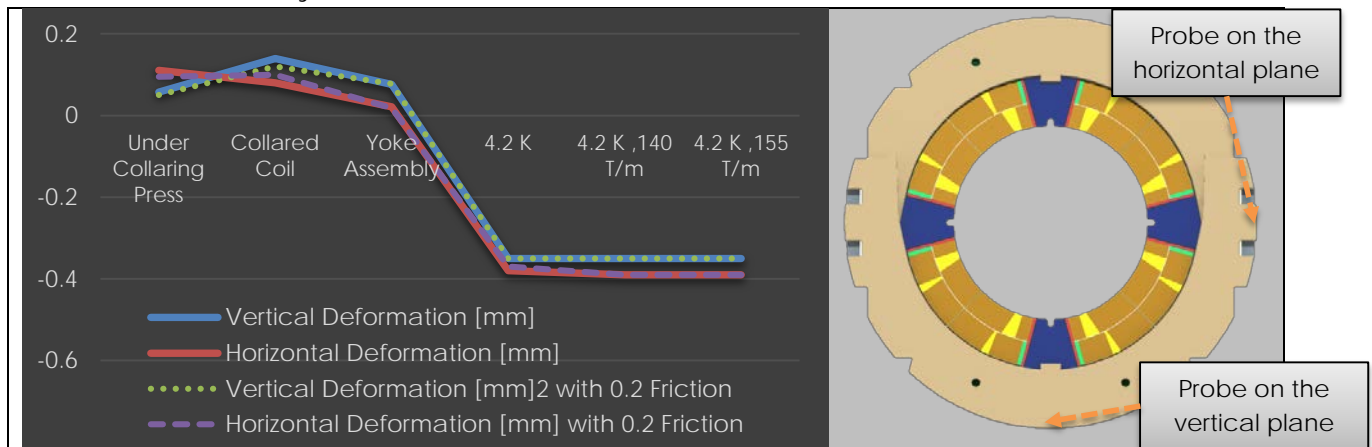 0.2
0
-0.2
-0.4
-0.6
Under
Collaring
Press
Collared
Coil
Yoke
Assembly
4.2 K
4.2 K ,140
T/m
4.2 K ,155
T/m
Vertical Deformation [mm]
Horizontal Deformation [mm]
Vertical Deformation [mm]2 with 0.2 Friction
Horizontal Deformation [mm] with 0.2 Friction
Probe on the
horizontal plane
Probe on the
vertical plane